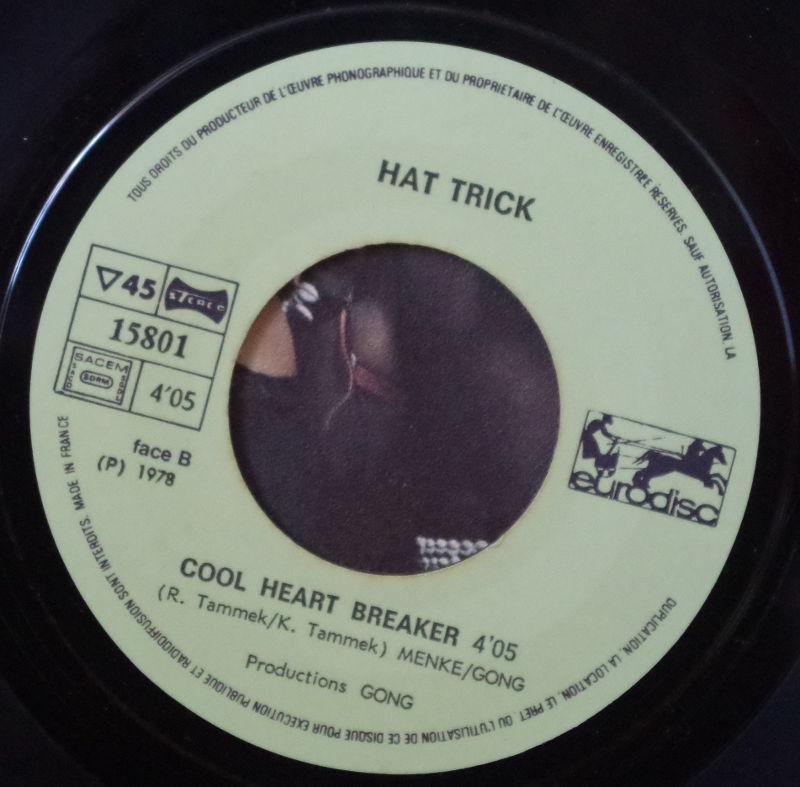 TOUS DROITS DU PRODUCTEUR DE L'ŒUVRE PHONOGRAPHIQUE ET DU PROPRIETAIRE DE L'ŒUVRE ENREGISTREE RESERVES. SAUF AUTORISATION, LA
DUPLICATION, LA LOCATION, LE PRET, OU L'UTILISATION DE CE DISQUE POUR EXECUTION PUBLIQUE ET RADIODIFFUSION SONT INTERDITS. MADE IN FRANCE
HAT TRICK
▽45 STEREO
15801
SACEM
SACD SDRM SGDL
4'05
face B
(P) 1978
eurodisc
COOL HEART BREAKER 4'05
(R. Tammek/K. Tammek) MENKE/GONG
Productions GONG